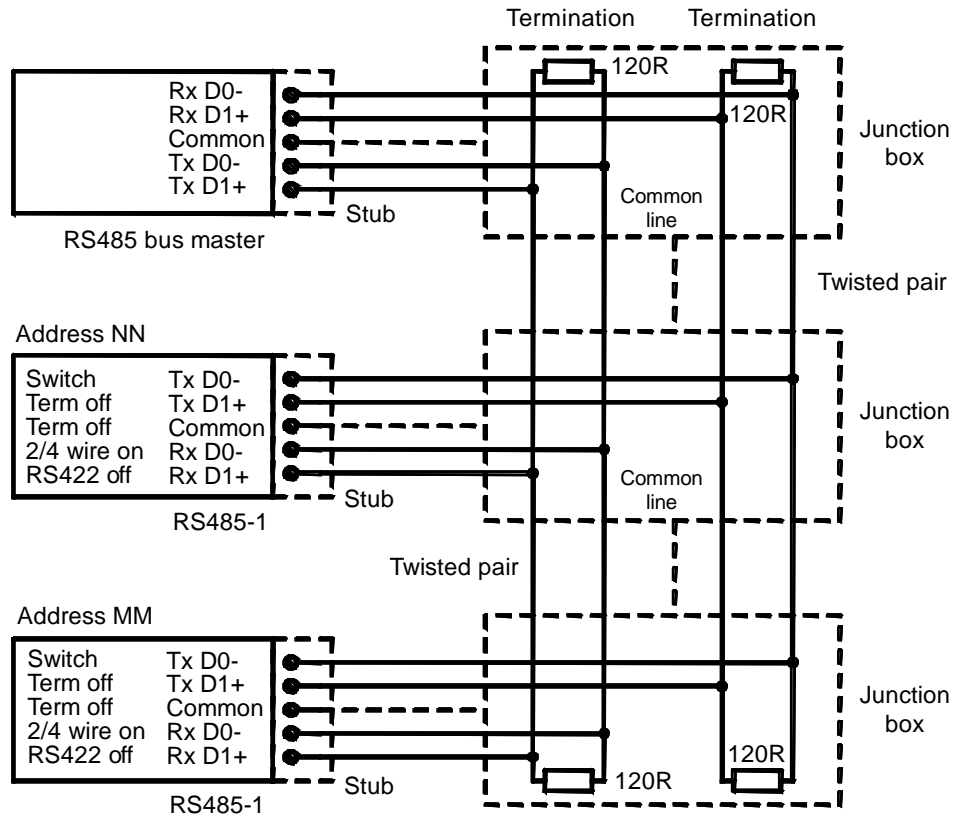 Termination
Termination
120R
120R
Rx D0-
Rx D1+
Common
Tx D0-
Tx D1+
Junction
box
Common
line
Stub
RS485 bus master
Twisted pair
Address NN
Switch
Tx D0-
Term off
Tx D1+
Term off
Common
2/4 wire on
Rx D0-
RS422 off
Rx D1+
Junction
box
Common
line
Stub
RS485-1
Twisted pair
Address MM
Switch
Tx D0-
Term off
Tx D1+
Term off
Common
2/4 wire on
Rx D0-
RS422 off
Rx D1+
Junction
box
120R
120R
Stub
RS485-1